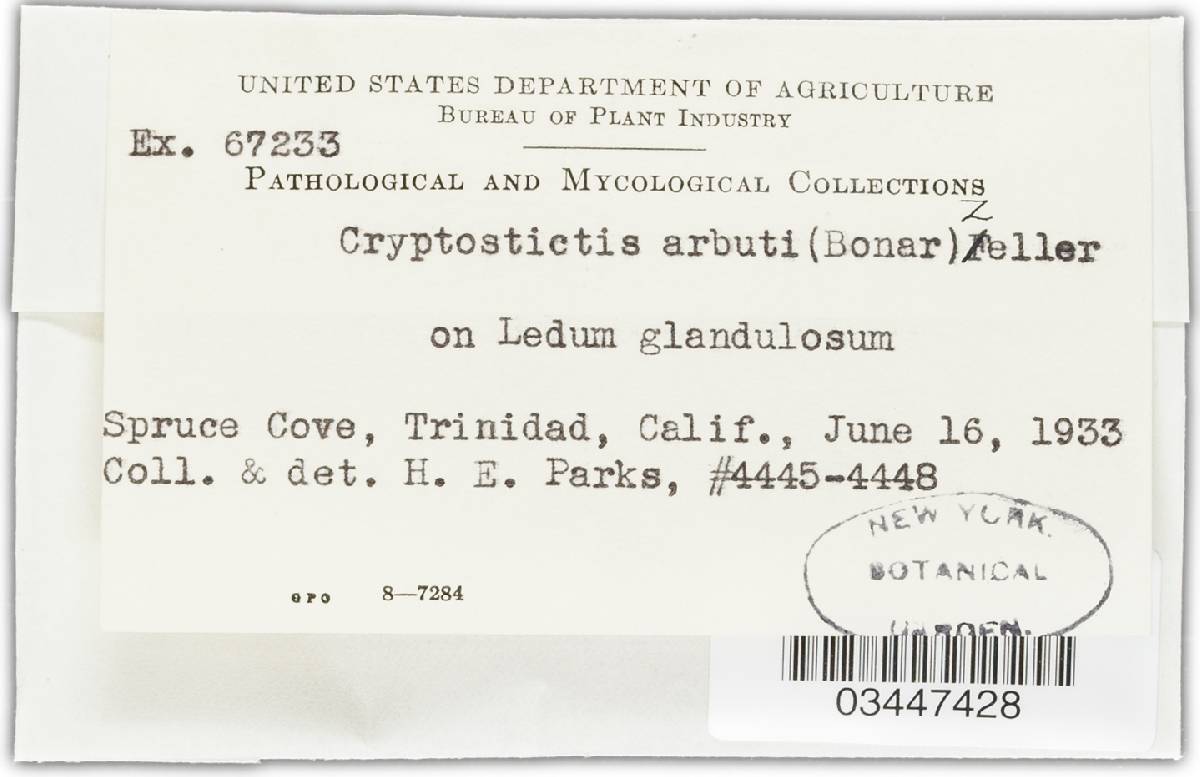 UNITED STATES DEPARTMENT OF AGRICULTURE
BUREAU OF PLANT INDUSTRY
Ex. 67233
PATHOLOGICAL AND MYCOLOGICAL COLLECTIONS
Cryptostictis arbuti (Bonar) Zeller
on Ledum glandulosum
Spruce Cove, Trinidad, Calif., June 16, 1933
Coll. & det. H. E. Parks, #4445-4448
NEW YORK
BOTANICAL
GARDEN.
GPO 8—7284
03447428